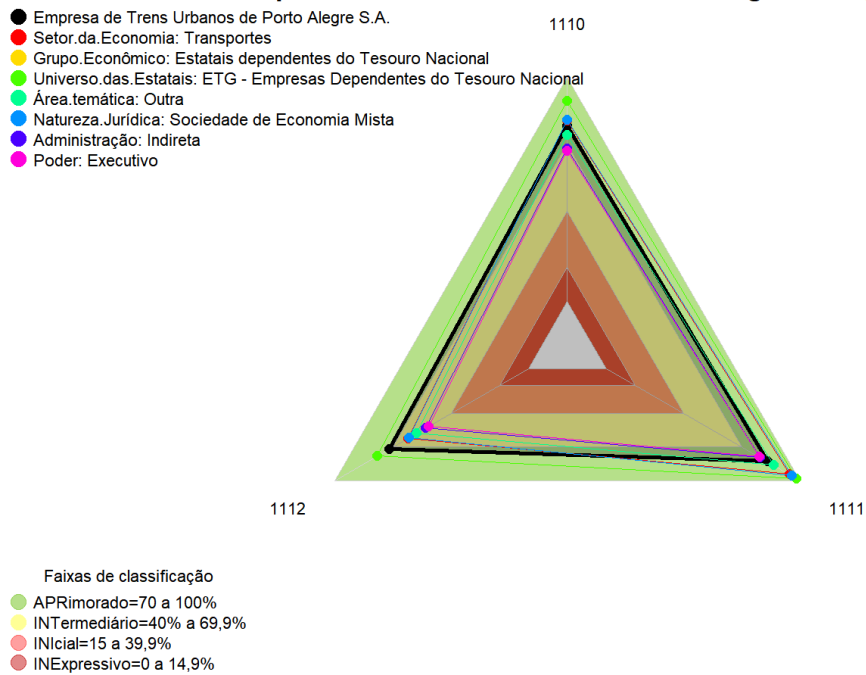 1110
Empresa de Trens Urbanos de Porto Alegre S.A.
Setor.da.Economia: Transportes
Grupo.Econômico: Estatais dependentes do Tesouro Nacional
Universo.das.Estatais: ETG - Empresas Dependentes do Tesouro Nacional
Área.temática: Outra
Natureza.Jurídica: Sociedade de Economia Mista
Administração: Indireta
Poder: Executivo
1112
1111
Faixas de classificação
APRimorado=70 a 100%
INTermediário=40% a 69,9%
INIcial=15 a 39,9%
INExpressivo=0 a 14,9%